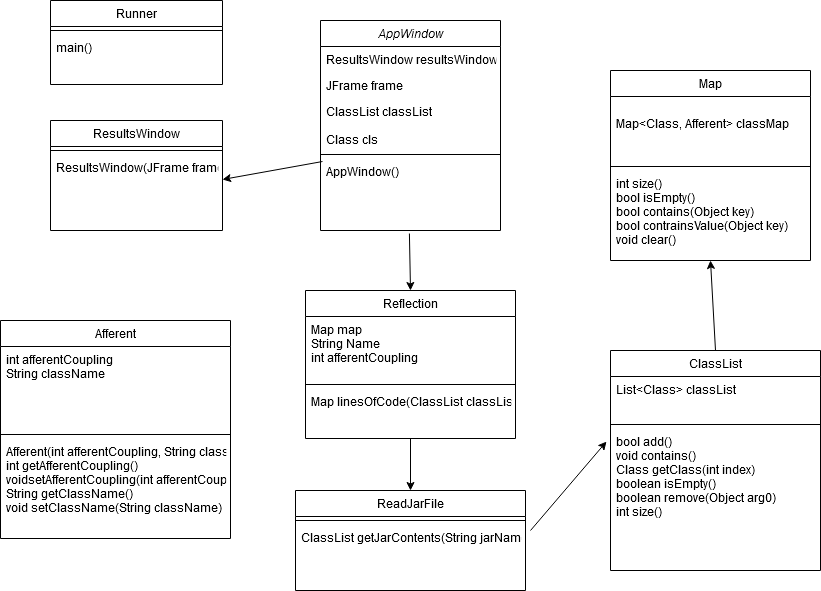 Runner
main()
ResultsWindow
ResultsWindow(JFrame fram
AppWindow
ResultsWindow resultsWindow
JFrame frame
ClassList classList
Class cls
AppWindow()
Map
Map<Class, Afferent> classMap
int size()
bool isEmpty()
bool contains(Object key)
bool contrainsValue(Object key)
void clear()
Afferent
int afferentCoupling
String className
Afferent(int afferentCoupling, String class
int getAfferentCoupling()
voidsetAfferentCoupling(int afferentCoup
String getClassName()
void setClassName(String className)
Reflection
Map map
String Name
int afferentCoupling
Map linesOfCode(ClassList classLis
ReadJarFile
ClassList getJarContents(String jarNam
ClassList
List<Class> classList
bool add()
void contains()
Class getClass(int index)
boolean isEmpty()
boolean remove(Object arg0)
int size()